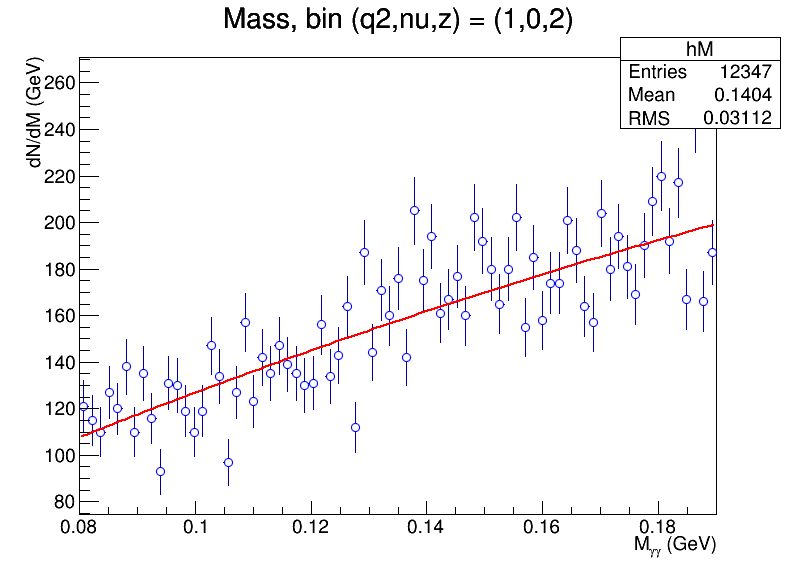 Mass, bin (q2,nu,z) = (1,0,2)
hM
Entries 12347
Mean 0.1404
RMS 0.03112
dN/dM (GeV)
260
240
220
200
180
160
140
120
100
80
0.08 0.1 0.12 0.14 0.16 0.18
Mγγ (GeV)